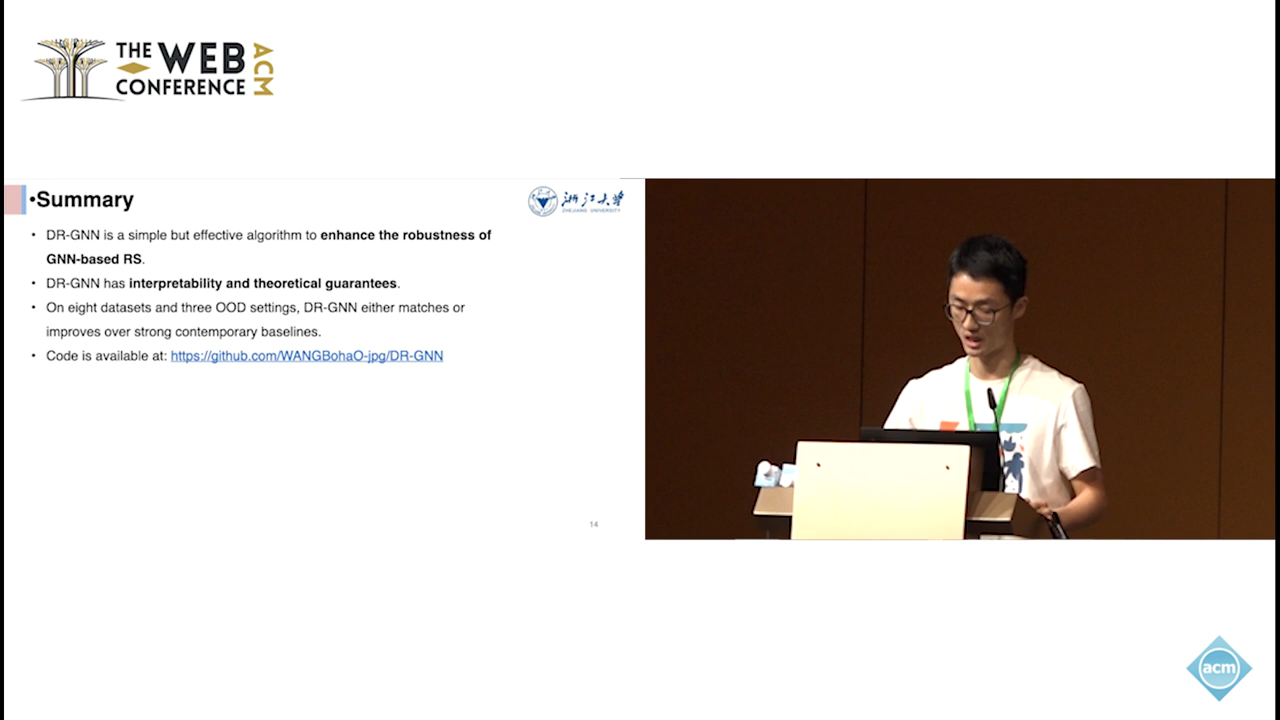 THE WEB
CONFERENCE
ACM
•Summary
浙江大学
ZHEJIANG UNIVERSITY
• DR-GNN is a simple but effective algorithm to enhance the robustness of
GNN-based RS.
• DR-GNN has interpretability and theoretical guarantees.
• On eight datasets and three OOD settings, DR-GNN either matches or
improves over strong contemporary baselines.
• Code is available at: https://github.com/WANGBohaO-jpg/DR-GNN
14
acm